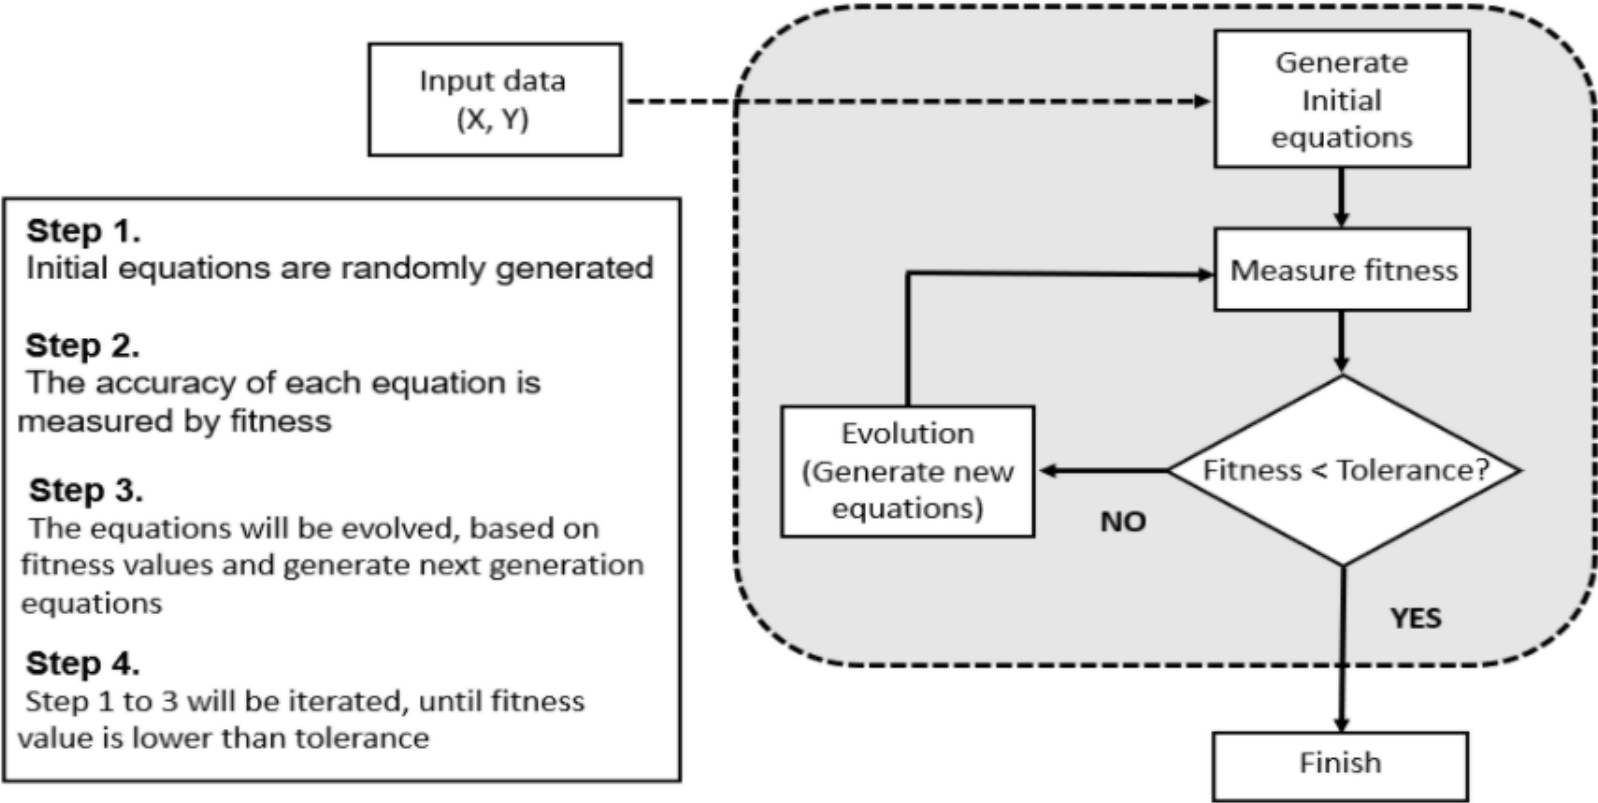 Input data
(X, Y)
Generate
Initial
equations
Step 1.
Initial equations are randomly generated
Step 2.
The accuracy of each equation is
measured by fitness
Step 3.
The equations will be evolved, based on
fitness values and generate next generation
equations
Step 4.
Step 1 to 3 will be iterated, until fitness
value is lower than tolerance
Measure fitness
Evolution
(Generate new
equations)
Fitness < Tolerance?
NO
YES
Finish